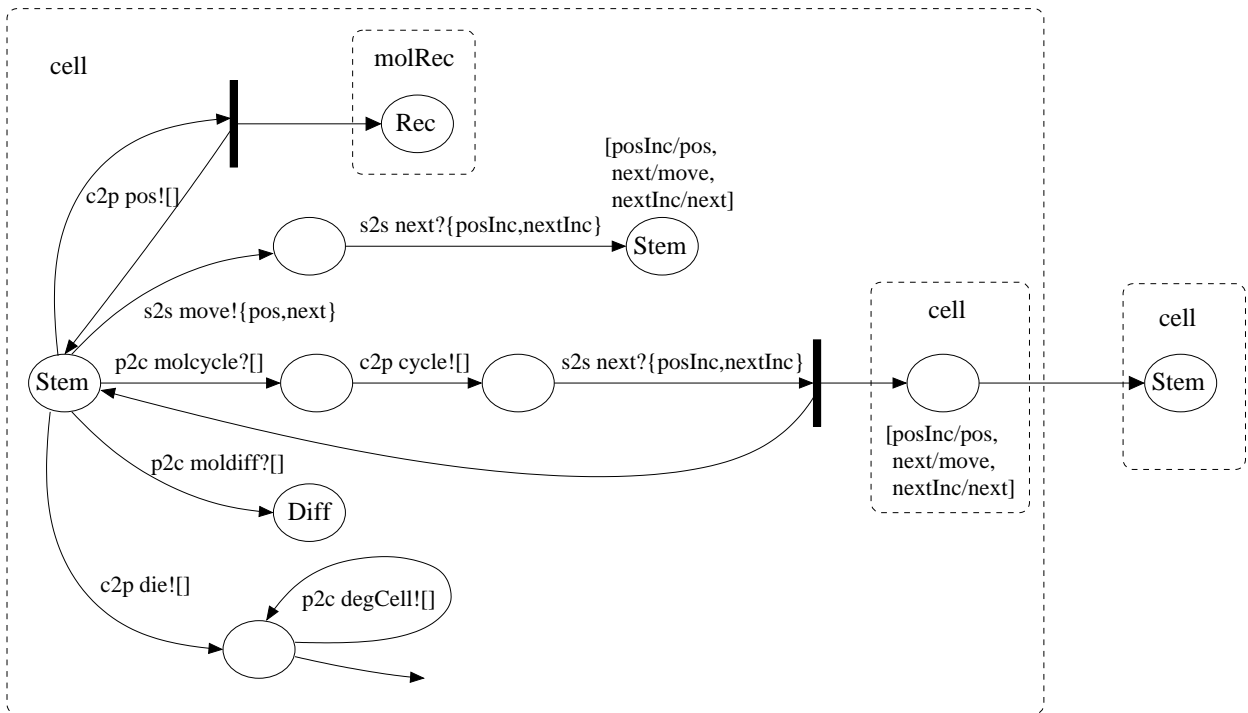 cell
molRec
Rec
[posInc/pos,
next/move,
nextInc/next]
c2p pos![]
s2s next?{posInc,nextInc}
Stem
s2s move!{pos,next}
cell
cell
p2c molcycle?[]
c2p cycle![]
s2s next?{posInc,nextInc}
Stem
Stem
[posInc/pos,
next/move,
nextInc/next]
p2c moldiff?[]
Diff
c2p die![]
p2c degCell![]